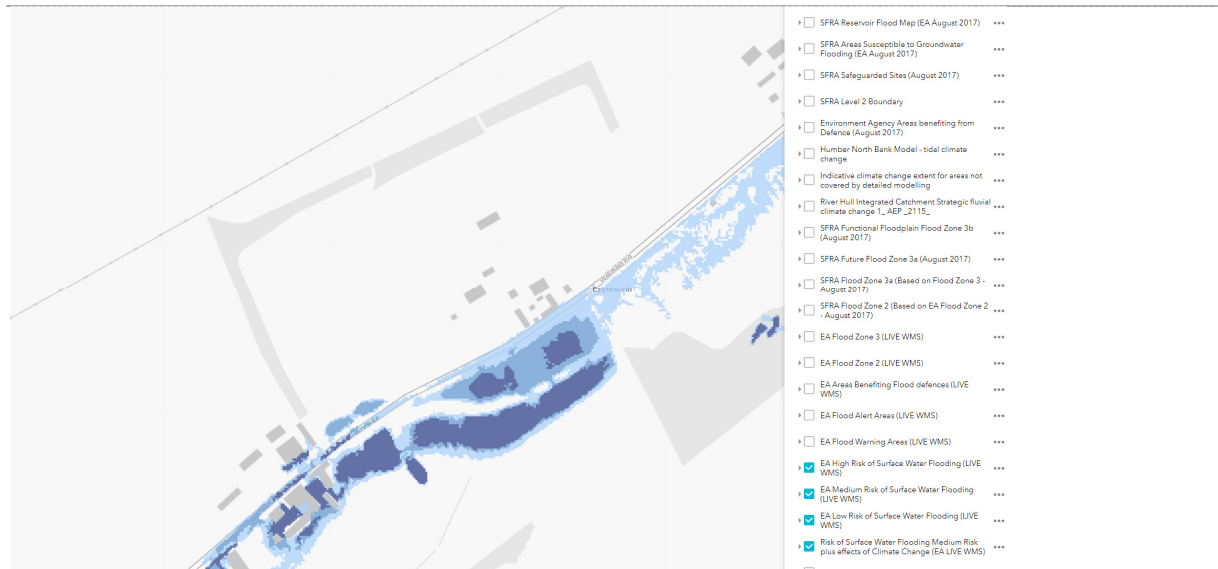 SFRA Reservoir Flood Map (EA August 2017)
SFRA Areas Susceptible to Groundwater
Flooding (EA August 2017)
SFRA Safeguarded Sites (August 2017)
SFRA Level 2 Boundary
Environment Agency Areas benefiting from
Defence (August 2017)
Humber North Bank Model - tidal climate
change
Indicative climate change extent for areas not
covered by detailed modelling
River Hull Integrated Catchment Strategic fluvial
climate change 1_ AEP _2115_
SFRA Functional Floodplain Flood Zone 3b
(August 2017)
SFRA Future Flood Zone 3a (August 2017)
SFRA Flood Zone 3a (Based on Flood Zone 3 -
August 2017)
SFRA Flood Zone 2 (Based on EA Flood Zone 2
- August 2017)
EA Flood Zone 3 (LIVE WMS)
EA Flood Zone 2 (LIVE WMS)
EA Areas Benefiting Flood defences (LIVE
WMS)
EA Flood Alert Areas (LIVE WMS)
EA Flood Warning Areas (LIVE WMS)
EA High Risk of Surface Water Flooding (LIVE
WMS)
EA Medium Risk of Surface Water Flooding
(LIVE WMS)
EA Low Risk of Surface Water Flooding (LIVE
WMS)
Risk of Surface Water Flooding Medium Risk
plus effects of Climate Change (EA LIVE WMS)